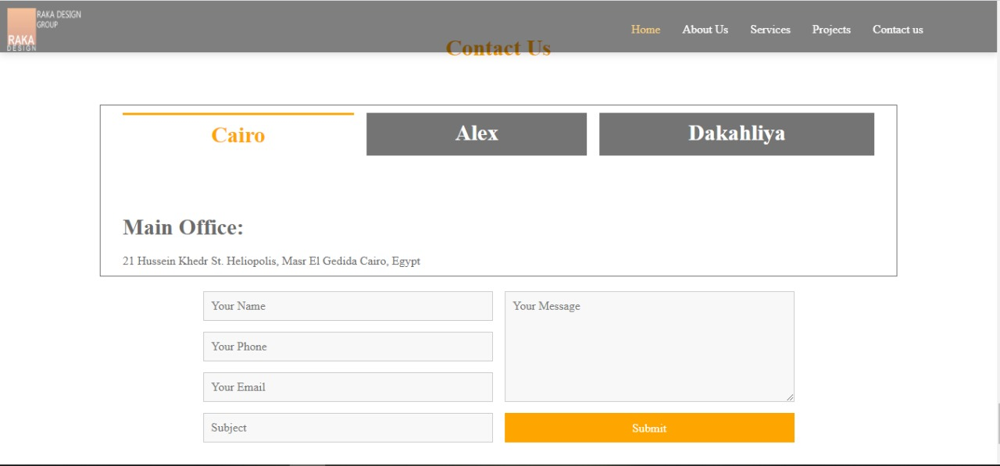 RAKA DESIGN
GROUP
RAKA
DESIGN
Home About Us Services Projects Contact us
Contact Us
Cairo Alex Dakahliya
Main Office:
21 Hussein Khedr St. Heliopolis, Masr El Gedida Cairo, Egypt
Your Name
Your Phone
Your Email
Subject
Your Message
Submit